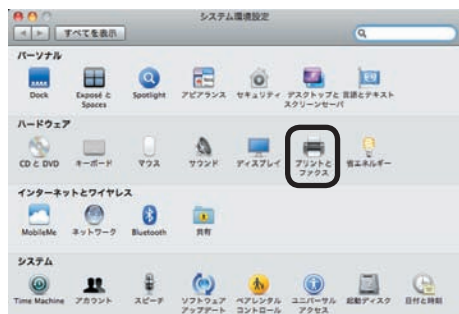 システム環境設定
すべてを表示
パーソナル
Dock
Exposé と
Spaces
Spotlight
アピアランス
セキュリティ
デスクトップと
スクリーンセーバ
言語とテキスト
ハードウェア
CD と DVD
キーボード
マウス
サウンド
ディスプレイ
プリントと
ファクス
省エネルギー
インターネットとワイヤレス
MobileMe
ネットワーク
Bluetooth
共有
システム
Time Machine
アカウント
スピーチ
ソフトウェア
アップデート
ペアレンタル
コントロール
ユニバーサル
アクセス
起動ディスク
日付と時刻